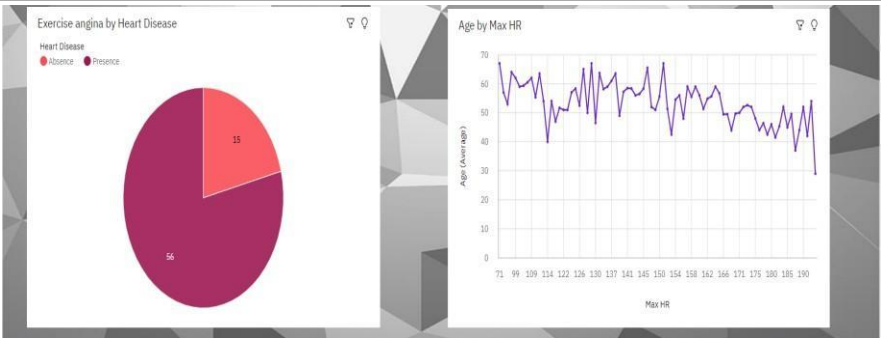 Exercise angina by Heart Disease
Heart Disease
Absence Presence
15
56
Age by Max HR
70
60
50
40
30
20
10
0
Age (Average)
71 99 109 114 122 126 130 137 141 145 150 154 158 162 166 171 175 180 185 190
Max HR